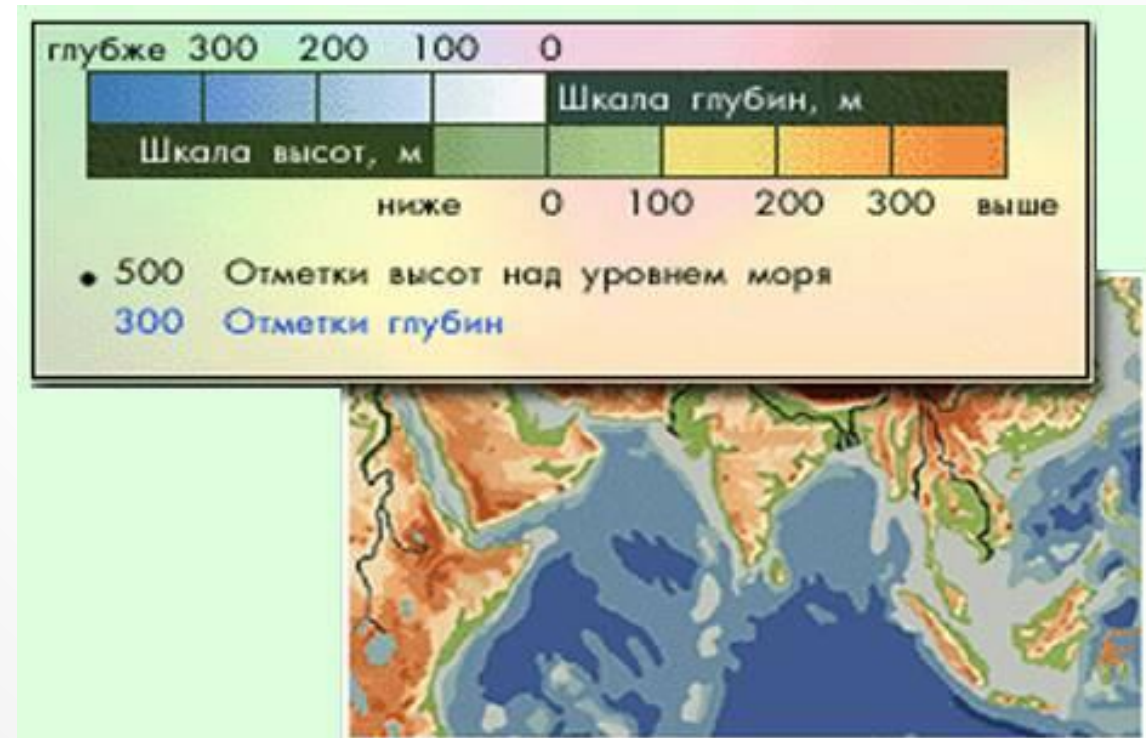 глубже 300 200 100 0
Шкала глубин, м
Шкала высот, м
ниже 0 100 200 300 выше
500 Отметки высот над уровнем моря
300 Отметки глубин